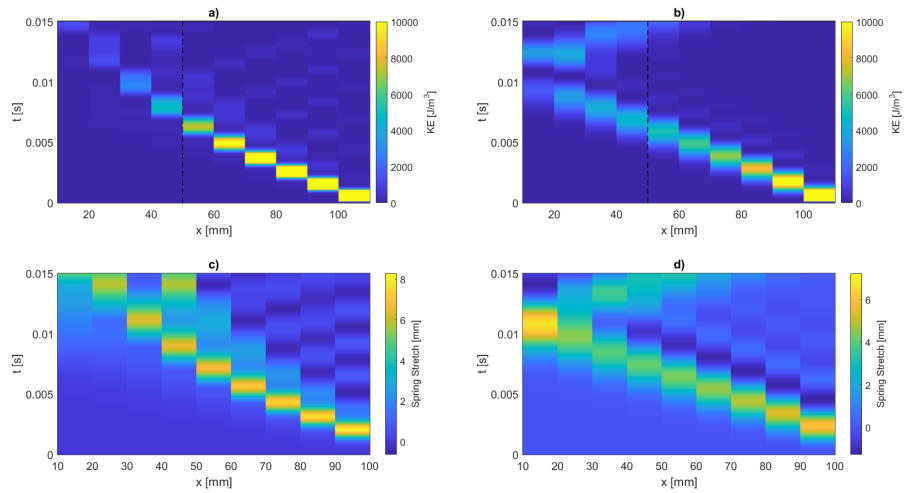 a)
0.015
0.01
0.005
0
t [s]
20 40 60 80 100
x [mm]
10000
8000
6000
4000
2000
0
KE [J/m³]
b)
0.015
0.01
0.005
0
t [s]
20 40 60 80 100
x [mm]
10000
8000
6000
4000
2000
0
KE [J/m³]
c)
0.015
0.01
0.005
0
t [s]
10 20 30 40 50 60 70 80 90 100
x [mm]
8
6
4
2
0
Spring Stretch [mm]
d)
0.015
0.01
0.005
0
t [s]
10 20 30 40 50 60 70 80 90 100
x [mm]
6
4
2
0
Spring Stretch [mm]